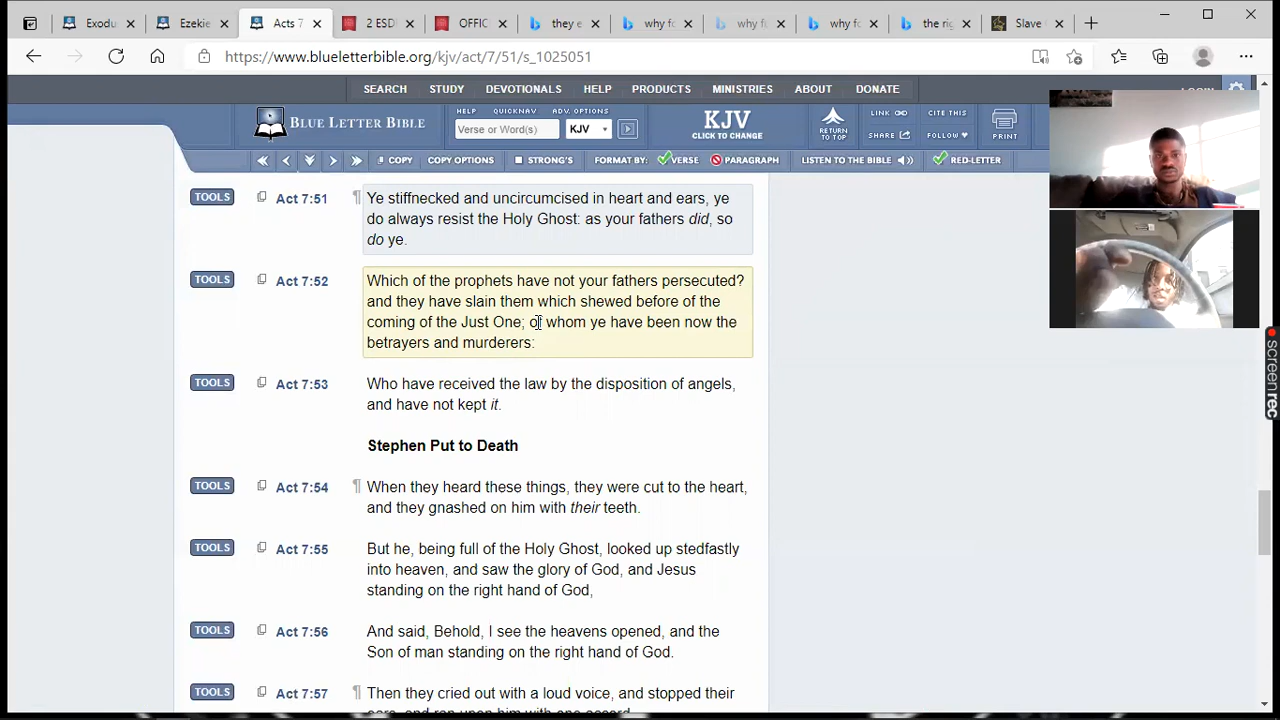 Exodu
Ezekie
Acts 7
2 ESDI
OFFIC
they e
why fo
why fo
why fo
the rig
Slave
https://www.blueletterbible.org/kjv/act/7/51/s_1025051
SEARCH STUDY DEVOTIONALS HELP PRODUCTS MINISTRIES ABOUT DONATE
BLUE LETTER BIBLE
HELP QUICKNAV ADV. OPTIONS
Verse or Word(s) KJV
KJV
CLICK TO CHANGE
RETURN
TO TOP
LINK CITE THIS
SHARE FOLLOW
PRINT
COPY COPY OPTIONS STRONG'S FORMAT BY: VERSE PARAGRAPH LISTEN TO THE BIBLE RED-LETTER
TOOLS Act 7:51 ¶ Ye stiffnecked and uncircumcised in heart and ears, ye
do always resist the Holy Ghost: as your fathers did, so
do ye.
TOOLS Act 7:52 Which of the prophets have not your fathers persecuted?
and they have slain them which shewed before of the
coming of the Just One; of whom ye have been now the
betrayers and murderers:
TOOLS Act 7:53 Who have received the law by the disposition of angels,
and have not kept it.
Stephen Put to Death
TOOLS Act 7:54 ¶ When they heard these things, they were cut to the heart,
and they gnashed on him with their teeth.
TOOLS Act 7:55 But he, being full of the Holy Ghost, looked up stedfastly
into heaven, and saw the glory of God, and Jesus
standing on the right hand of God,
TOOLS Act 7:56 And said, Behold, I see the heavens opened, and the
Son of man standing on the right hand of God.
TOOLS Act 7:57 ¶ Then they cried out with a loud voice, and stopped their
screenrec